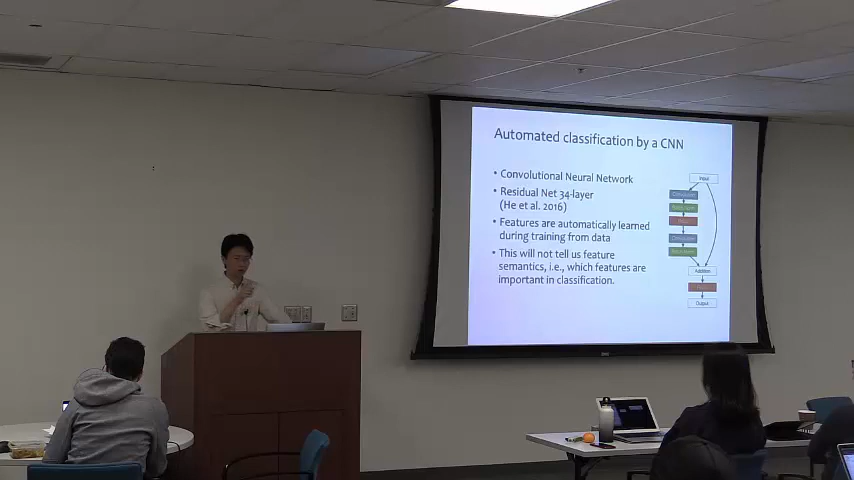 Automated classification by a CNN
• Convolutional Neural Network
• Residual Net 34-layer
(He et al. 2016)
• Features are automatically learned
during training from data
• This will not tell us feature
semantics, i.e., which features are
important in classification.
Input
Addition
Output